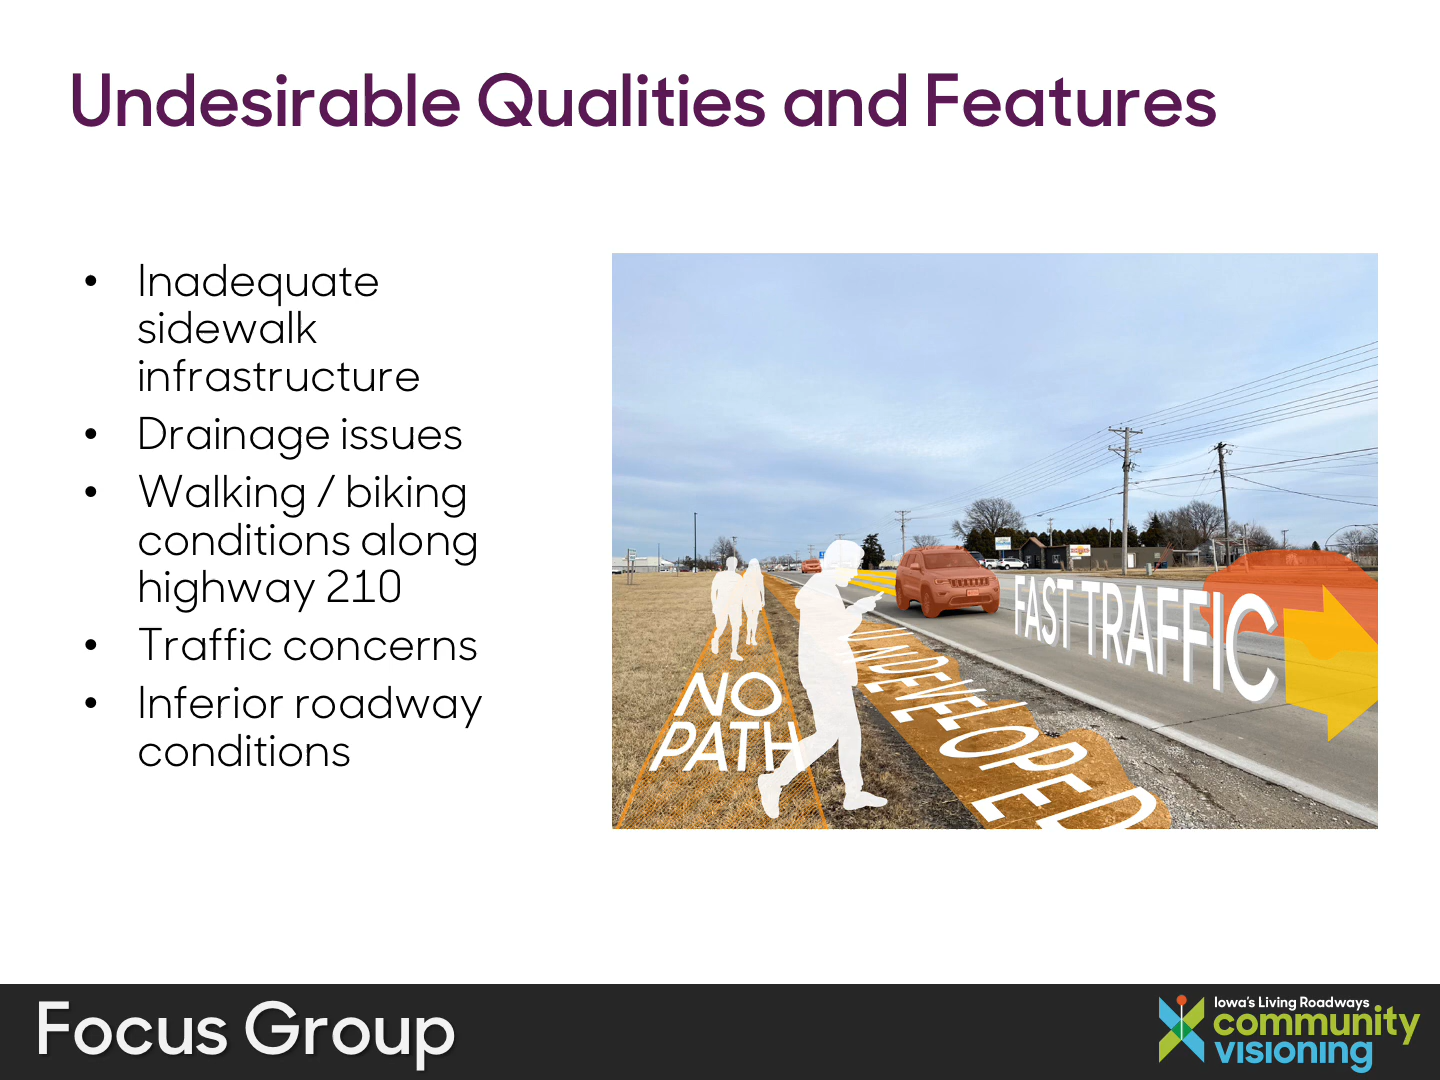 Undesirable Qualities and Features
• Inadequate
sidewalk
infrastructure
• Drainage issues
• Walking / biking
conditions along
highway 210
• Traffic concerns
• Inferior roadway
conditions
NO
PATH
UNDEVELOPED
FAST TRAFFIC
Focus Group
Iowa's Living Roadways
community
visioning